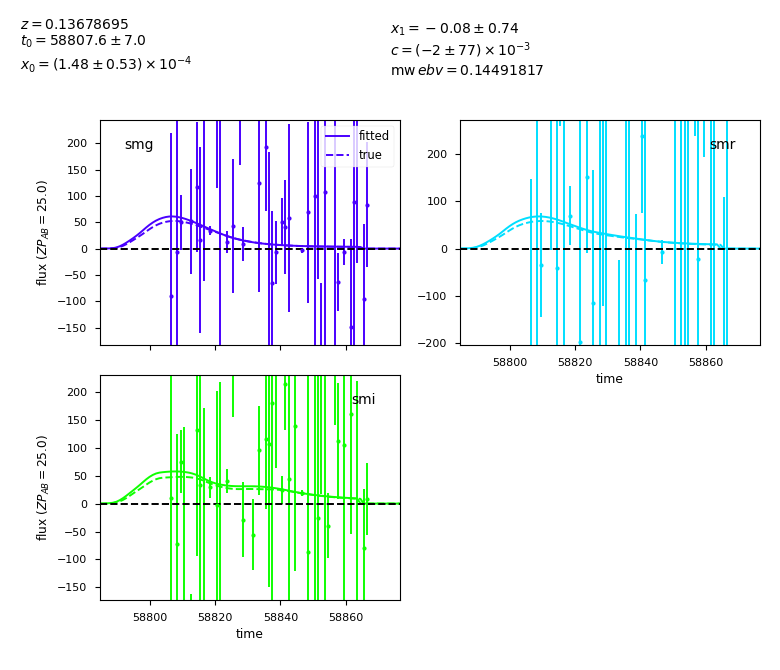 z = 0.13678695
t₀ = 58807.6 ± 7.0
x₀ = (1.48 ± 0.53) × 10⁻⁴
x₁ = −0.08 ± 0.74
c = (−2 ± 77) × 10⁻³
mw ebv = 0.14491817
smg
fitted
true
flux (ZP_AB = 25.0)
200
150
100
50
0
−50
−100
−150
smr
200
100
0
−100
−200
58800 58820 58840 58860
time
smi
flux (ZP_AB = 25.0)
200
150
100
50
0
−50
−100
−150
58800 58820 58840 58860
time